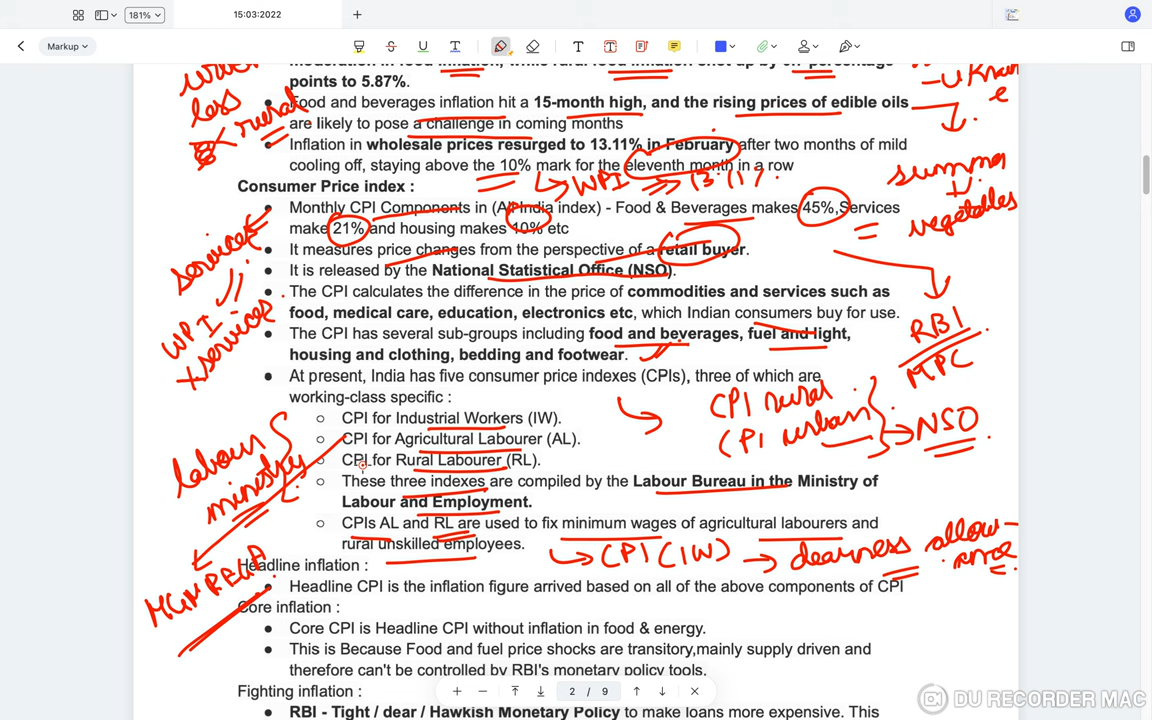 181%
15:03:2022
Markup
moderation in food inflation, while rural food inflation shot up by
percentage
points to 5.87%.
Food and beverages inflation hit a 15-month high, and the rising prices of edible oils
are likely to pose a challenge in coming months
Inflation in wholesale prices resurged to 13.11% in February after two months of mild
cooling off, staying above the 10% mark for the eleventh month in a row
Consumer Price index :
Monthly CPI Components in (All India index) - Food & Beverages makes 45%,Services
make 21% and housing makes 10% etc
It measures price changes from the perspective of a retail buyer.
It is released by the National Statistical Office (NSO).
The CPI calculates the difference in the price of commodities and services such as
food, medical care, education, electronics etc, which Indian consumers buy for use.
The CPI has several sub-groups including food and beverages, fuel and light,
housing and clothing, bedding and footwear.
At present, India has five consumer price indexes (CPIs), three of which are
working-class specific :
CPI for Industrial Workers (IW).
CPI for Agricultural Labourer (AL).
CPI for Rural Labourer (RL).
These three indexes are compiled by the Labour Bureau in the Ministry of
Labour and Employment.
CPIs AL and RL are used to fix minimum wages of agricultural labourers and
rural unskilled employees.
Headline inflation :
Headline CPI is the inflation figure arrived based on all of the above components of CPI
Core inflation :
Core CPI is Headline CPI without inflation in food & energy.
This is Because Food and fuel price shocks are transitory,mainly supply driven and
therefore can't be controlled by RBI's monetary policy tools.
Fighting inflation :
RBI - Tight / dear / Hawkish Monetary Policy to make loans more expensive. This
less
rural
- Ukrain
e
WPI
13.11%
summer
vegetables
services
WPI
+ services
RBI
MPC
CPI rural
CPI urban
NSO
labour
ministry
MGNREGA
CPI (IW)
dearness allow-
ance
2 / 9
DU RECORDER MAC